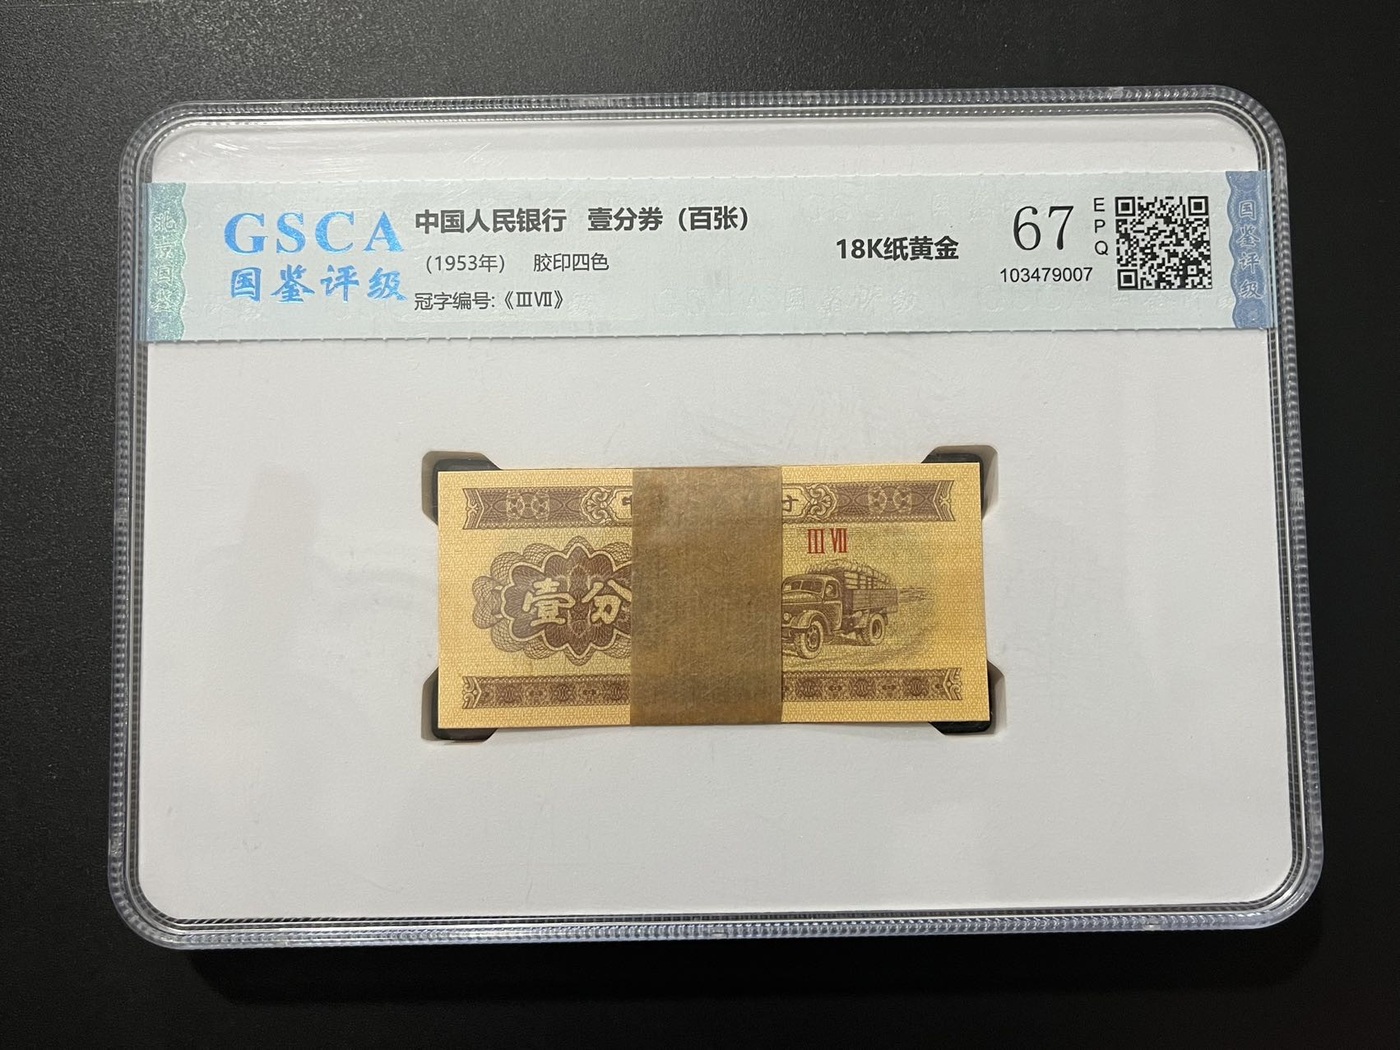 GSCA
国鉴评级
中国人民银行 壹分券（百张）
（1953年） 胶印四色
冠字编号:《ⅢⅦ》
18K纸黄金
67
EPQ
103479007
国鉴评级
ⅢⅦ
壹分